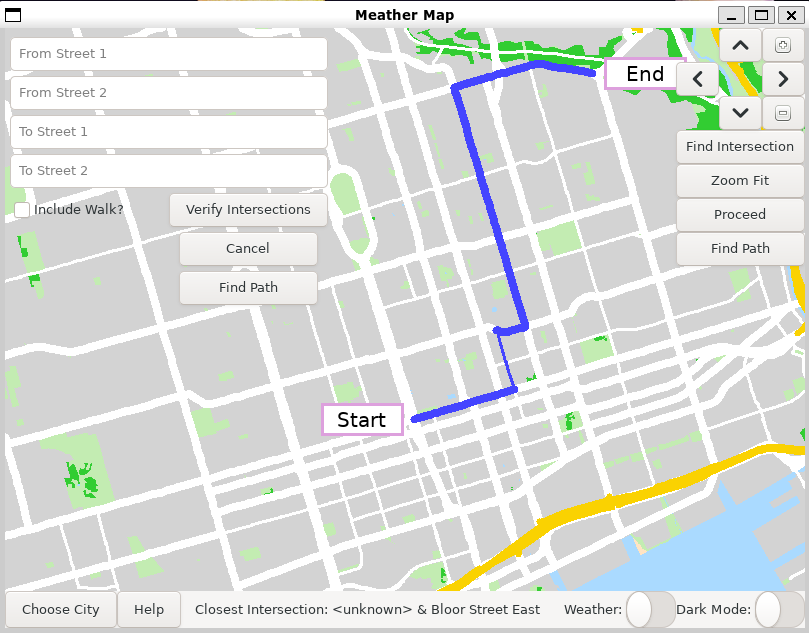 Meather Map
From Street 1
From Street 2
To Street 1
To Street 2
Include Walk?
Verify Intersections
Cancel
Find Path
End
Start
Find Intersection
Zoom Fit
Proceed
Find Path
Choose City
Help
Closest Intersection: <unknown> & Bloor Street East
Weather:
Dark Mode: